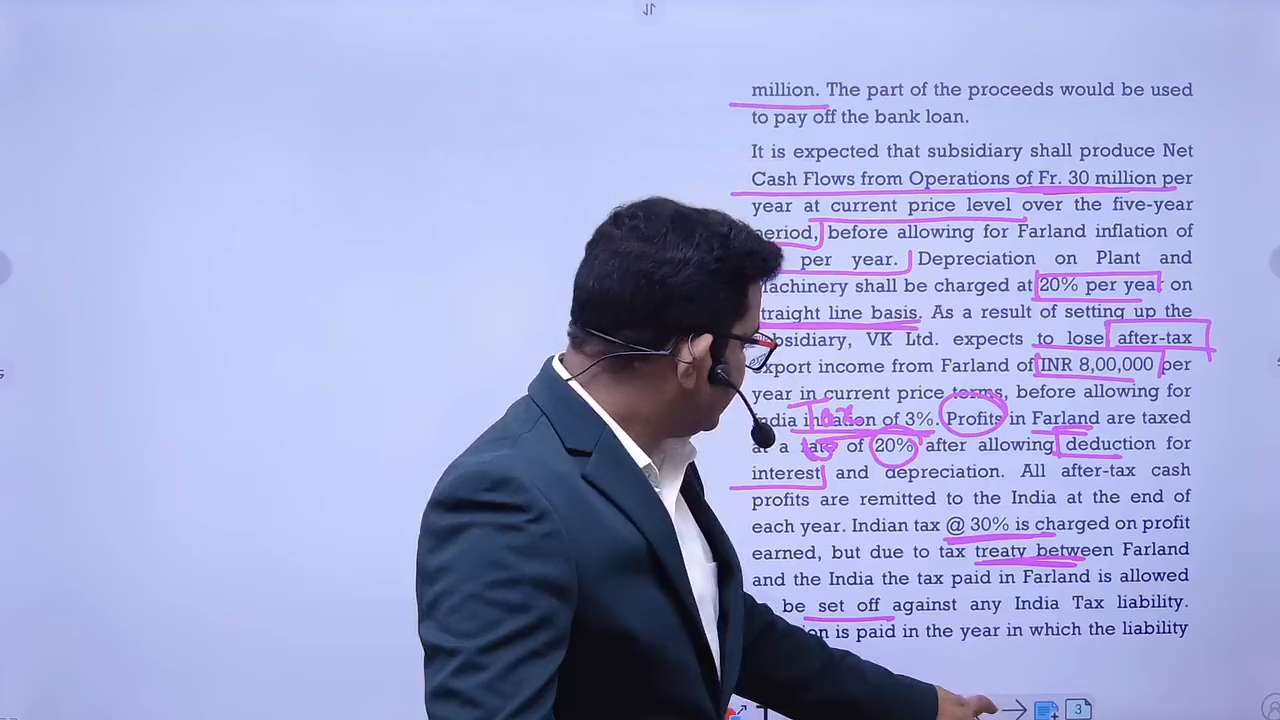 million. The part of the proceeds would be used
to pay off the bank loan.
It is expected that subsidiary shall produce Net
Cash Flows from Operations of Fr. 30 million per
year at current price level over the five-year
period, before allowing for Farland inflation of
per year. Depreciation on Plant and
Machinery shall be charged at 20% per year on
straight line basis. As a result of setting up the
subsidiary, VK Ltd. expects to lose after-tax
export income from Farland of INR 8,00,000 per
year in current price terms, before allowing for
India inflation of 3%. Profits in Farland are taxed
Tax
at a rate of 20% after allowing deduction for
interest and depreciation. All after-tax cash
profits are remitted to the India at the end of
each year. Indian tax @ 30% is charged on profit
earned, but due to tax treaty between Farland
and the India the tax paid in Farland is allowed
be set off against any India Tax liability.
is paid in the year in which the liability
3